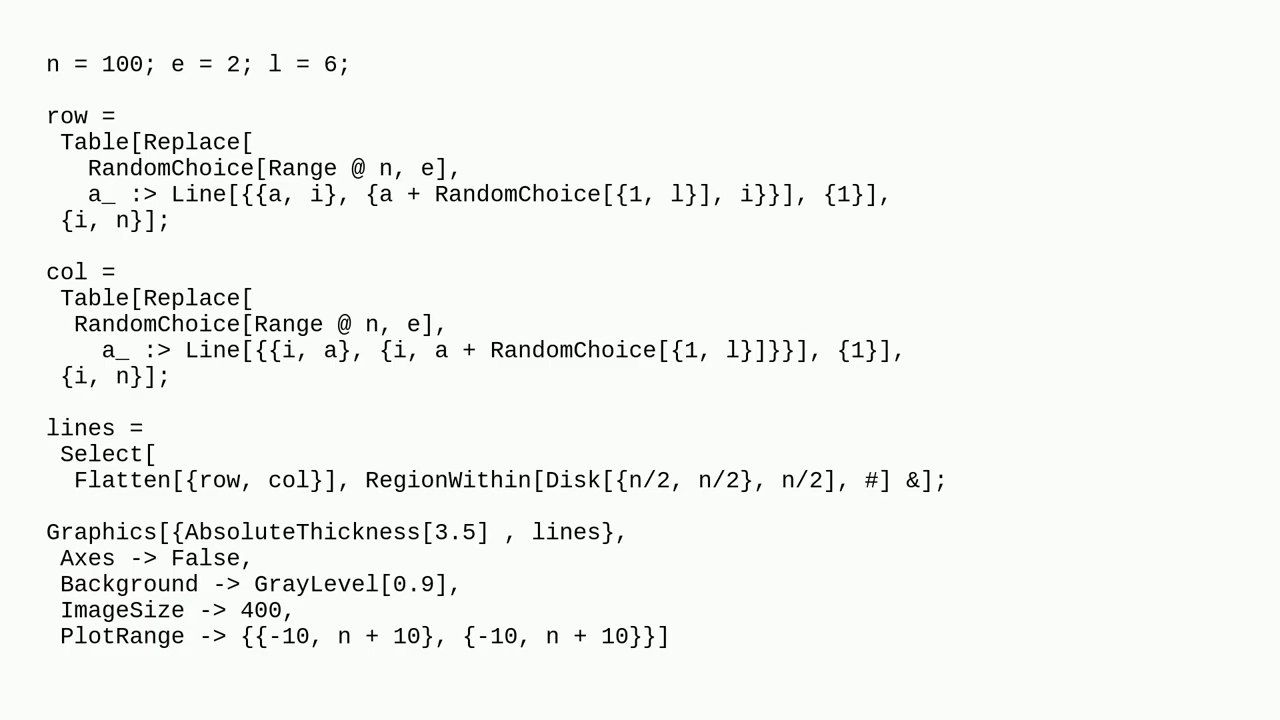 n = 100; e = 2; l = 6;
row =
Table[Replace[
RandomChoice[Range @ n, e],
a_ :> Line[{{a, i}, {a + RandomChoice[{1, l}], i}}], {1}],
{i, n}];
col =
Table[Replace[
RandomChoice[Range @ n, e],
a_ :> Line[{{i, a}, {i, a + RandomChoice[{1, l}]}}], {1}],
{i, n}];
lines =
Select[
Flatten[{row, col}], RegionWithin[Disk[{n/2, n/2}, n/2], #] &];
Graphics[{AbsoluteThickness[3.5] , lines},
Axes -> False,
Background -> GrayLevel[0.9],
ImageSize -> 400,
PlotRange -> {{-10, n + 10}, {-10, n + 10}}]